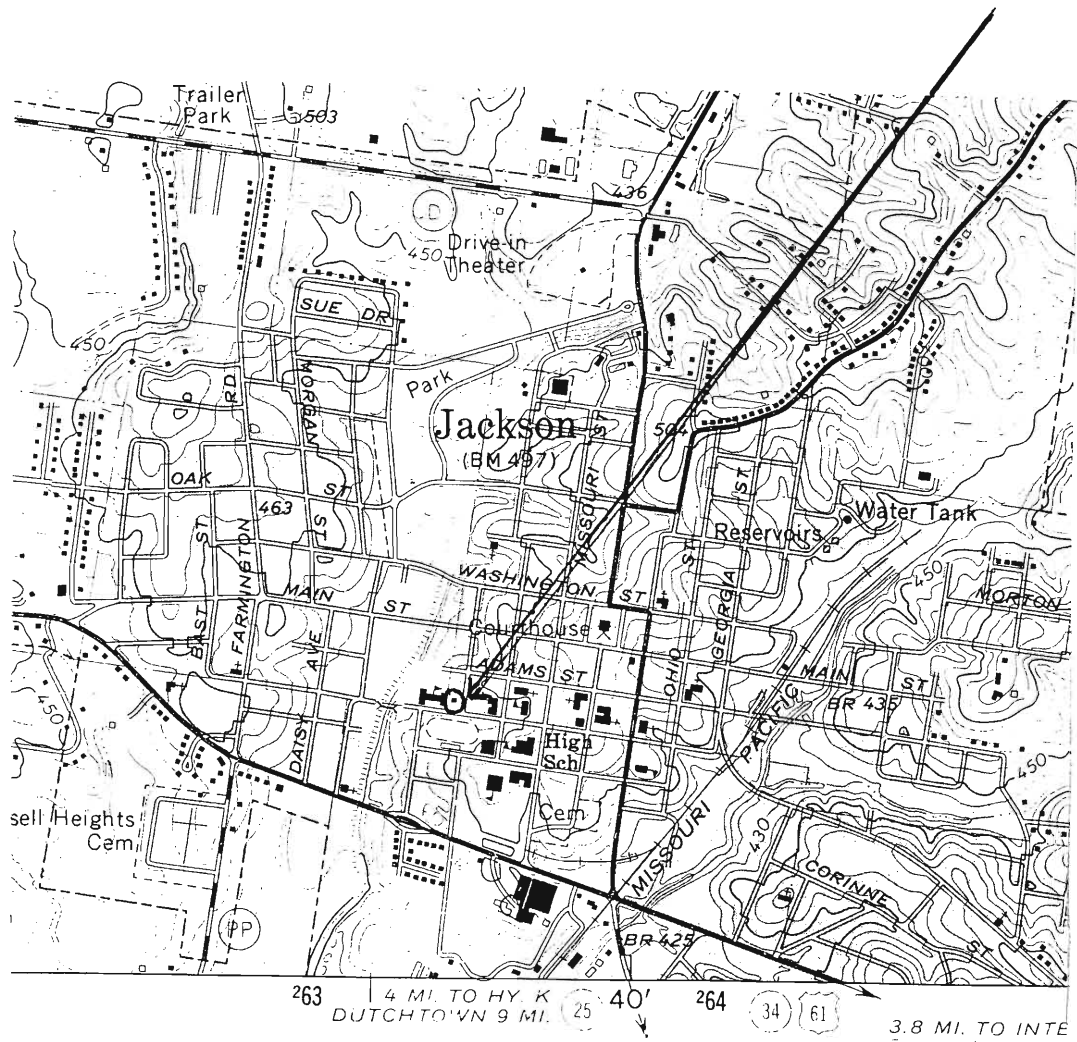 Trailer
Park
503
436
D
450
Drive-in
Theater
SUE DR
450
RD
MORGAN
Park
Jackson
(BM 497)
504
ST
MISSOURI
OAK
ST
463
ST
ST
Water Tank
Reservoirs
EAST ST
FARMINGTON
MAIN
ST
WASHINGTON
ST
ST
GEORGIA
450
MORTON
Courthouse
ADAMS ST
OHIO
MAIN
ST
BR 435
AVE
DAISY
450
PACIFIC
High
Sch
450
sell Heights
Cem
Cem
MISSOURI
430
CORINNE
ST
PP
BR 425
263
4 MI. TO HY. K
DUTCHTOWN 9 MI.
25
40'
264
34
61
3.8 MI. TO INTE